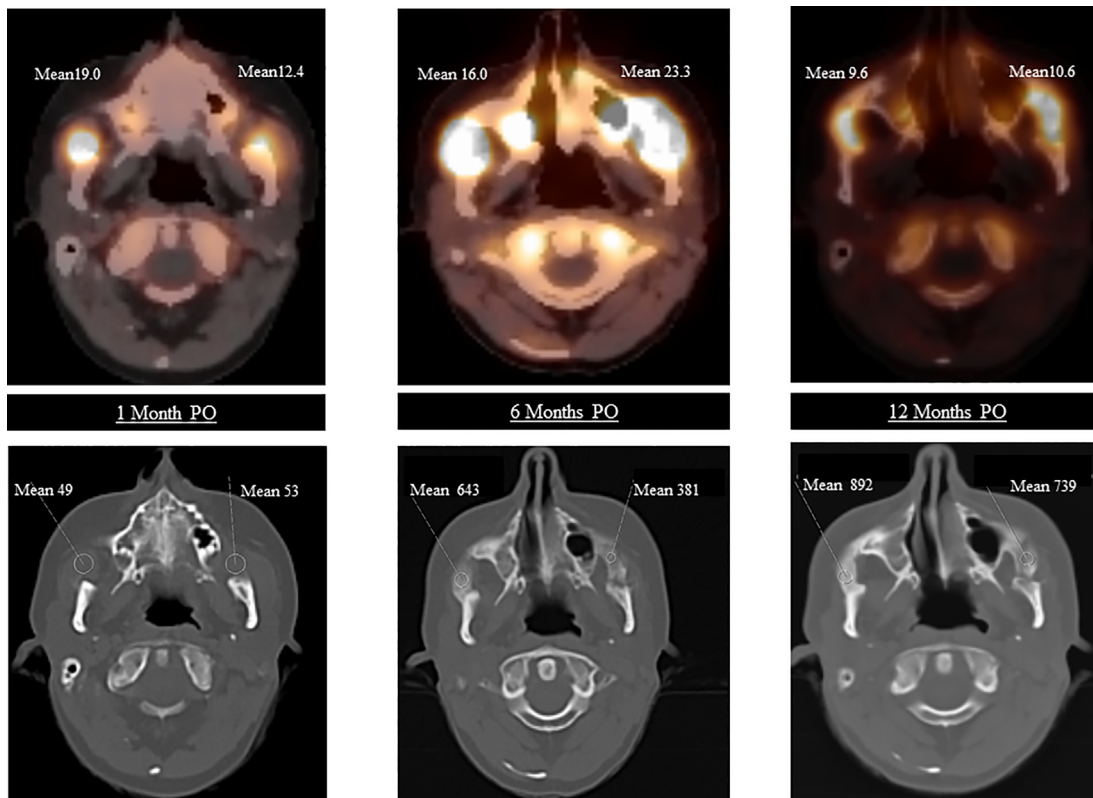 Mean19.0
Mean12.4
Mean 16.0
Mean 23.3
Mean 9.6
Mean10.6
1 Month PO
6 Months PO
12 Months PO
Mean 49
Mean 53
Mean 643
Mean 381
Mean 892
Mean 739